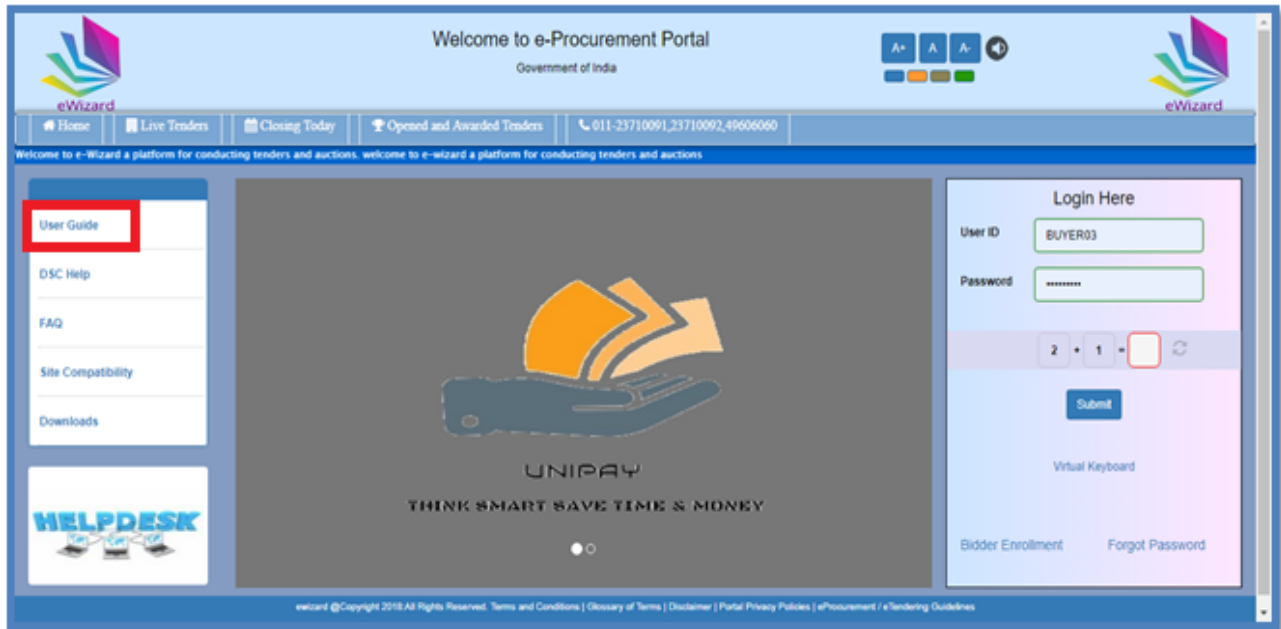 Welcome to e-Procurement Portal
Government of India
A+ A A-
eWizard
eWizard
Home Live Tenders Closing Today Opened and Awarded Tenders 011-23710091,23710092,49606060
Welcome to e-Wizard a platform for conducting tenders and auctions. welcome to e-wizard a platform for conducting tenders and auctions
User Guide
DSC Help
FAQ
Site Compatibility
Downloads
HELPDESK
UNIPAY
THINK SMART SAVE TIME & MONEY
Login Here
User ID BUYER03
Password •••••••••
2 + 1 =
Submit
Virtual Keyboard
Bidder Enrollment Forgot Password
ewizard @Copyright 2018:All Rights Reserved. Terms and Conditions | Glossary of Terms | Disclaimer | Portal Privacy Policies | eProcurement / eTendering Guidelines